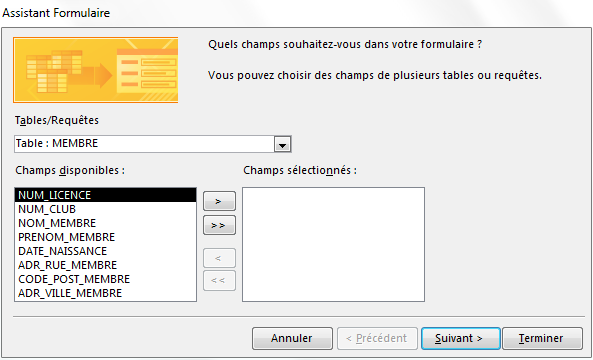 Assistant Formulaire
Quels champs souhaitez-vous dans votre formulaire ?
Vous pouvez choisir des champs de plusieurs tables ou requêtes.
Tables/Requêtes
Table : MEMBRE
Champs disponibles :
Champs sélectionnés :
NUM_LICENCE
NUM_CLUB
NOM_MEMBRE
PRENOM_MEMBRE
DATE_NAISSANCE
ADR_RUE_MEMBRE
CODE_POST_MEMBRE
ADR_VILLE_MEMBRE
>
>>
<
<<
Annuler
< Précédent
Suivant >
Terminer